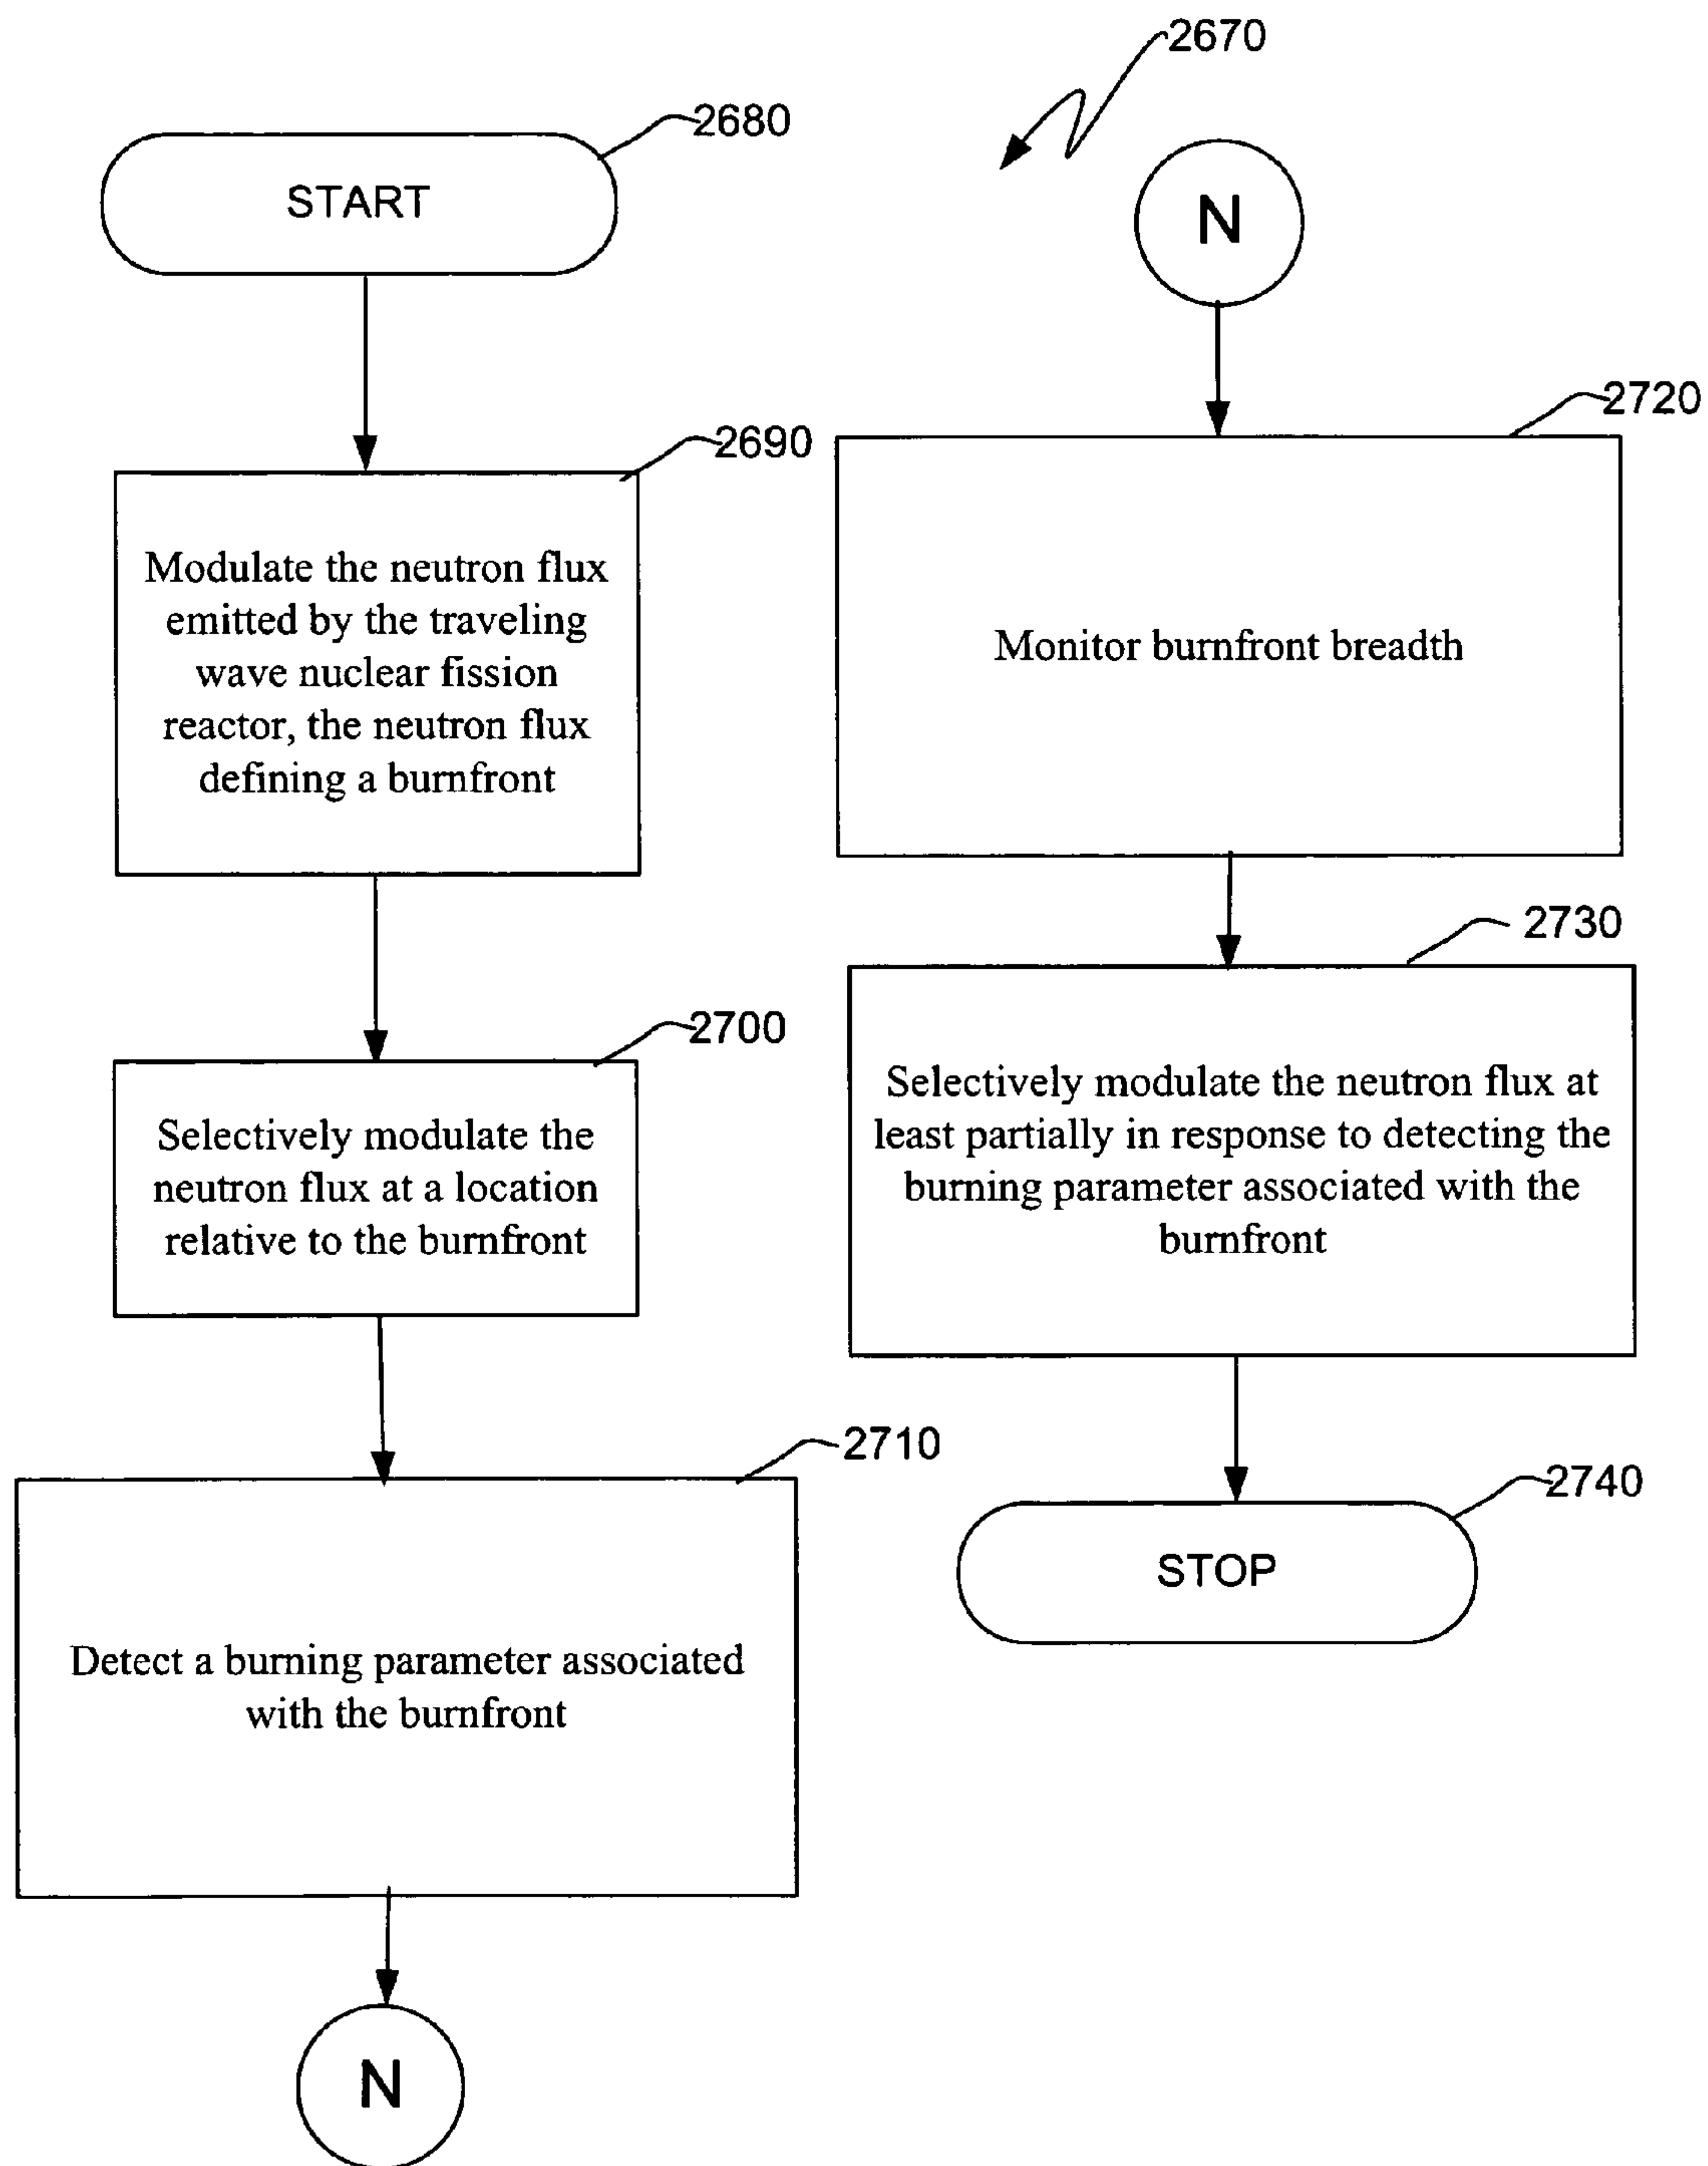 2670
2680
START
2690
Modulate the neutron flux
emitted by the traveling
wave nuclear fission
reactor, the neutron flux
defining a burnfront
2700
Selectively modulate the
neutron flux at a location
relative to the burnfront
2710
Detect a burning parameter associated
with the burnfront
N
N
2720
Monitor burnfront breadth
2730
Selectively modulate the neutron flux at
least partially in response to detecting the
burning parameter associated with the
burnfront
2740
STOP